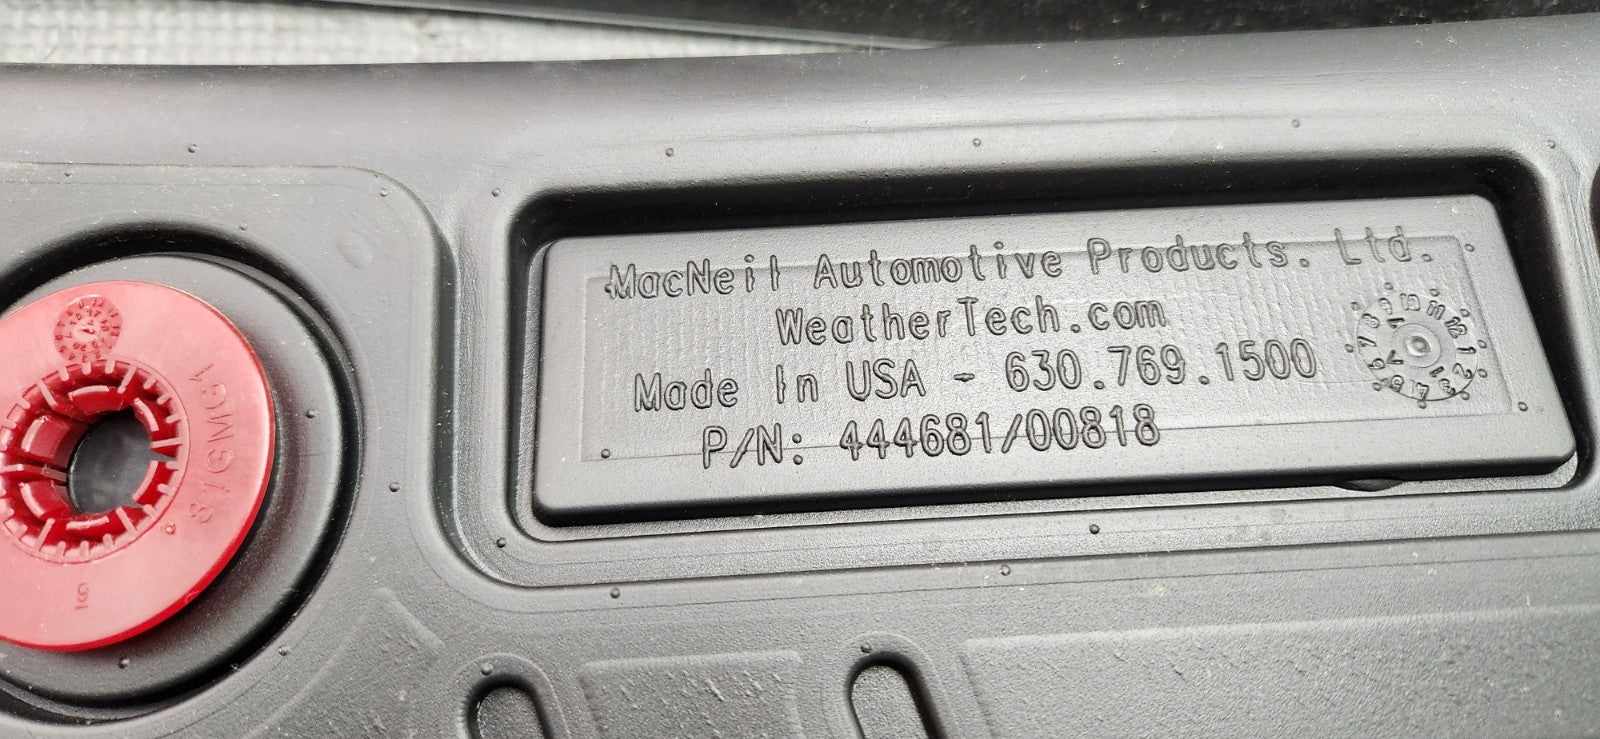 MacNeil Automotive Products. Ltd.
WeatherTech.com
Made In USA - 630.769.1500
P/N: 444681/00818